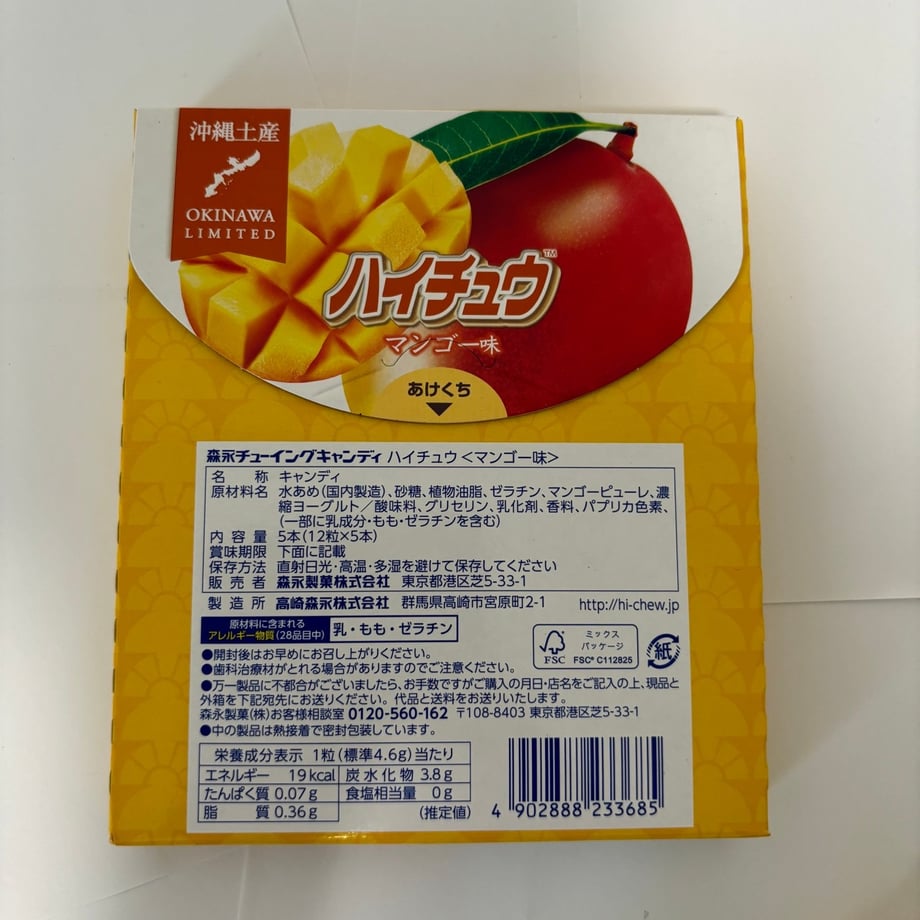 沖縄土産
OKINAWA
LIMITED
ハイチュウ™
マンゴー味
あけくち
森永チューイングキャンディ ハイチュウ<マンゴー味>
名称 キャンディ
原材料名 水あめ(国内製造)、砂糖、植物油脂、ゼラチン、マンゴーピューレ、濃
縮ヨーグルト/酸味料、グリセリン、乳化剤、香料、パプリカ色素、
(一部に乳成分・もも・ゼラチンを含む)
内容量 5本(12粒×5本)
賞味期限 下面に記載
保存方法 直射日光・高温・多湿を避けて保存してください
販売者 森永製菓株式会社 東京都港区芝5-33-1
製造所 高崎森永株式会社 群馬県高崎市宮原町2-1 http://hi-chew.jp
原材料に含まれる
アレルギー物質(28品目中) 乳・もも・ゼラチン
FSC ミックス
パッケージ
FSC® C112825
紙
●開封後はお早めにお召し上がりください。
●歯科治療材がとれる場合がありますのでご注意ください。
●万一製品に不都合がございましたら、お手数ですがご購入の月日・店名をご記入の上、現品と
外箱を下記宛先にお送りください。代品と送料をお送りいたします。
森永製菓(株)お客様相談室 0120-560-162 〒108-8403 東京都港区芝5-33-1
●中の製品は熱接着で密封包装しています。
栄養成分表示 1粒(標準4.6g)当たり
エネルギー 19kcal 炭水化物 3.8g
たんぱく質 0.07g 食塩相当量 0g
脂質 0.36g (推定値)
4 902888 233685